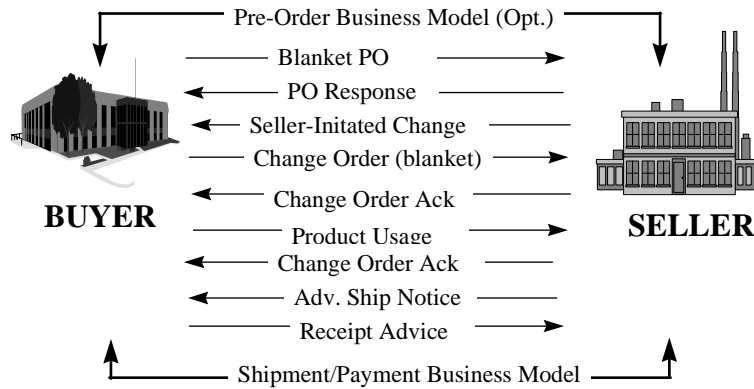 Pre-Order Business Model (Opt.)
Blanket PO
PO Response
Seller-Initated Change
Change Order (blanket)
Change Order Ack
BUYER
SELLER
Product Usage
Change Order Ack
Adv. Ship Notice
Receipt Advice
Shipment/Payment Business Model